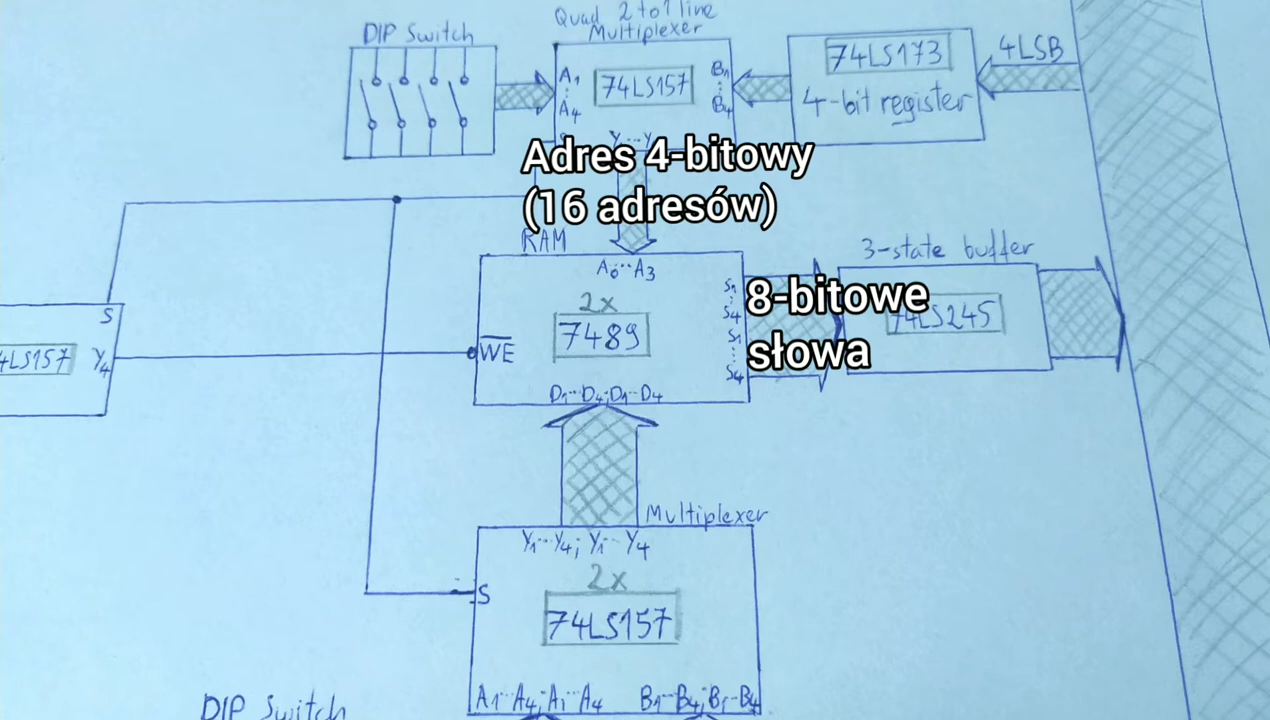 Quad 2 to 1 line
Multiplexer
DIP Switch
74LS157
A1
A4
B1
B4
74LS173
4-bit register
4LSB
Adres 4-bitowy
(16 adresów)
RAM
A0...A3
2x
7489
WE
S1
S4
S1
S4
D1...D4;D1...D4
8-bitowe
słowa
3-state buffer
74LS245
S
4LS157
Y4
Multiplexer
Y1...Y4; Y1...Y4
2x
74LS157
S
A1...A4;A1...A4
B1...B4;B1...B4
DIP Switch